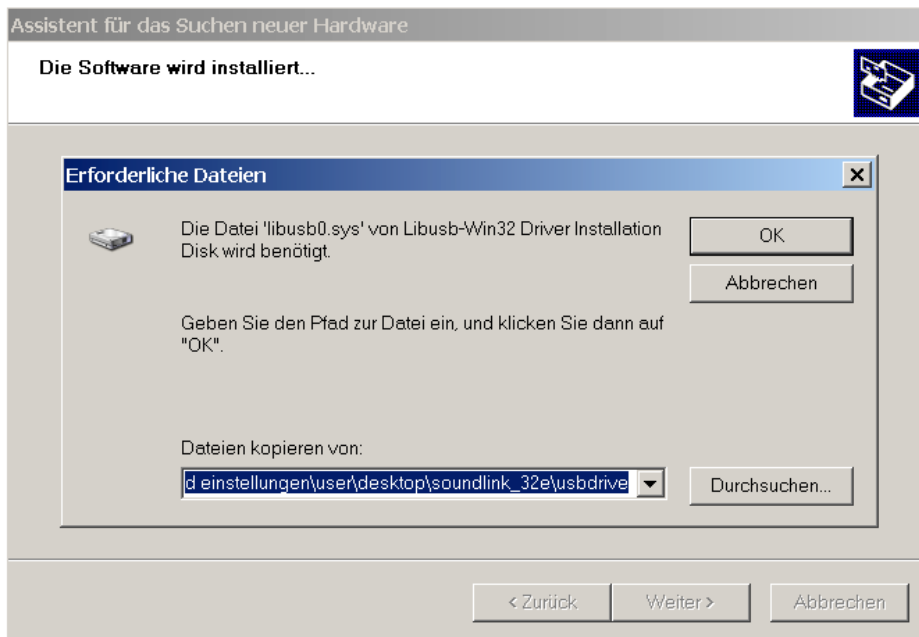 Assistent für das Suchen neuer Hardware
Die Software wird installiert...
Erforderliche Dateien
Die Datei 'libusb0.sys' von Libusb-Win32 Driver Installation
Disk wird benötigt.
OK
Abbrechen
Geben Sie den Pfad zur Datei ein, und klicken Sie dann auf
"OK".
Dateien kopieren von:
d einstellungen\user\desktop\soundlink_32e\usbdrive
Durchsuchen...
< Zurück
Weiter >
Abbrechen